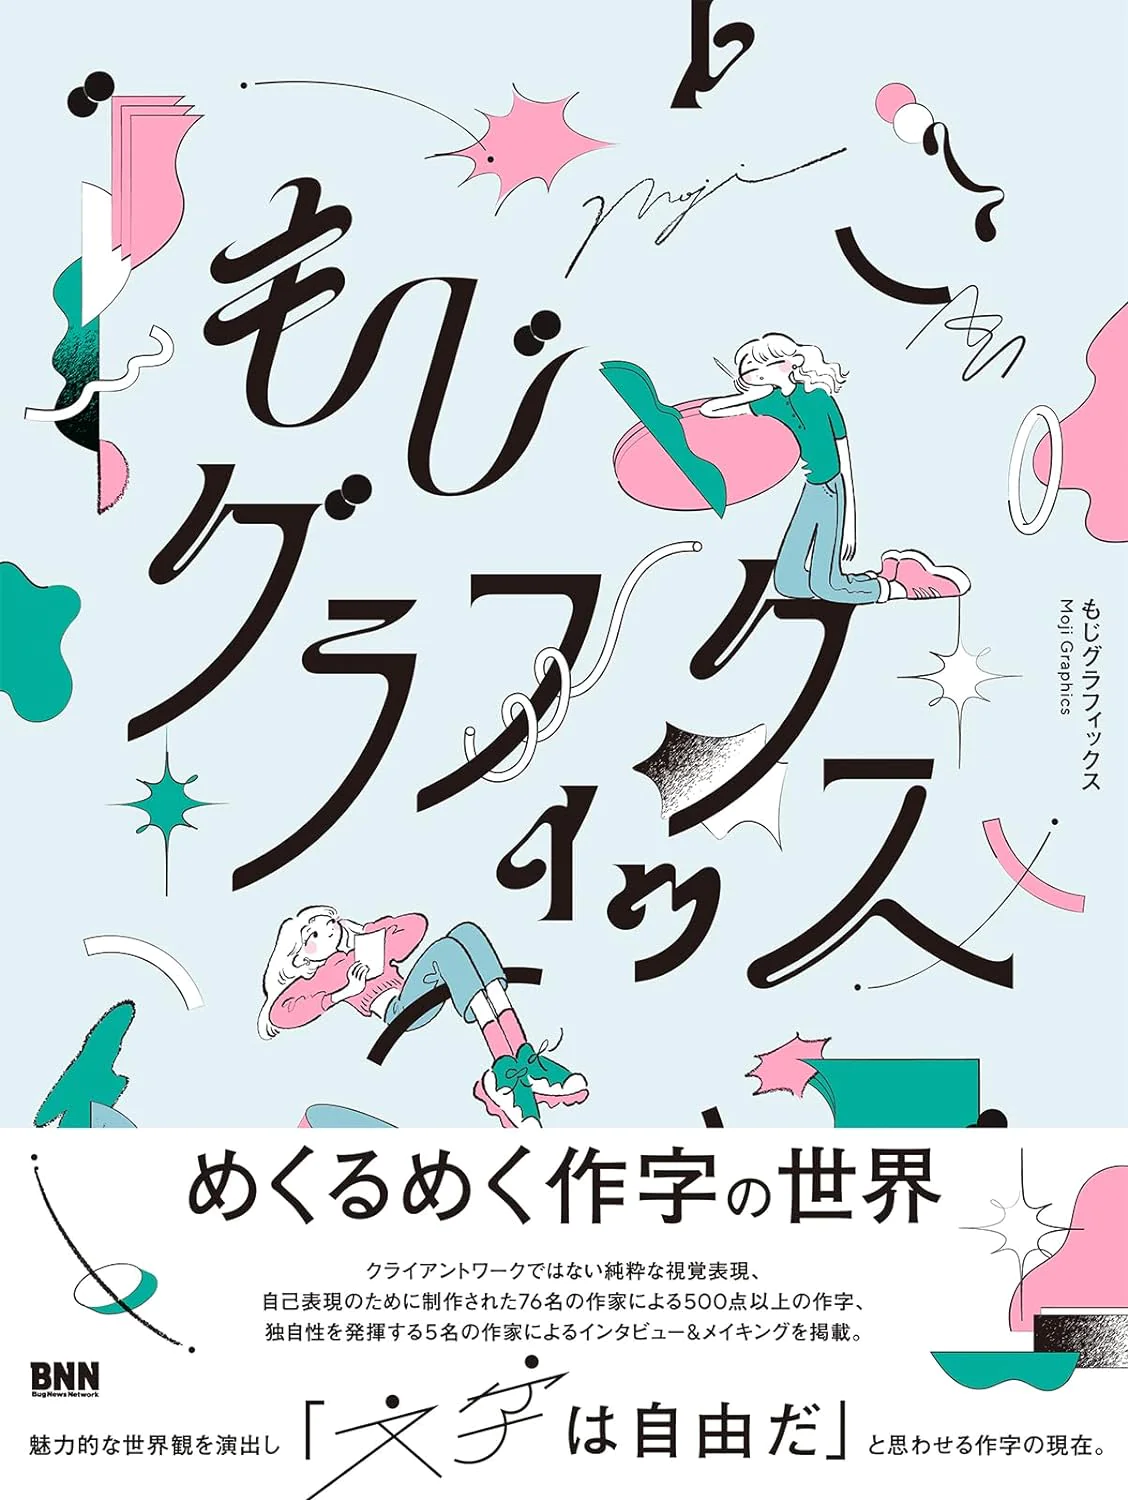 Moji
もじ
グラフィックス
もじグラフィックス
Moji Graphics
めくるめく作字の世界
クライアントワークではない純粋な視覚表現、
自己表現のために制作された76名の作家による500点以上の作字、
独自性を発揮する5名の作家によるインタビュー&メイキングを掲載。
BNN
Bug News Network
魅力的な世界観を演出し「文字は自由だ」と思わせる作字の現在。